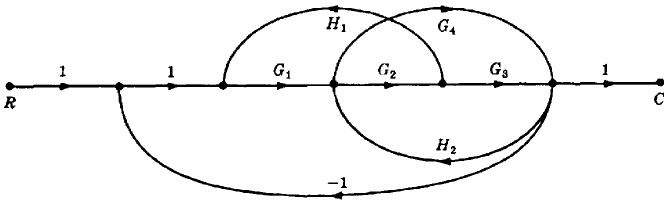 H₁ G₄
1 1 G₁ G₂ G₃ 1
R C
H₂
-1